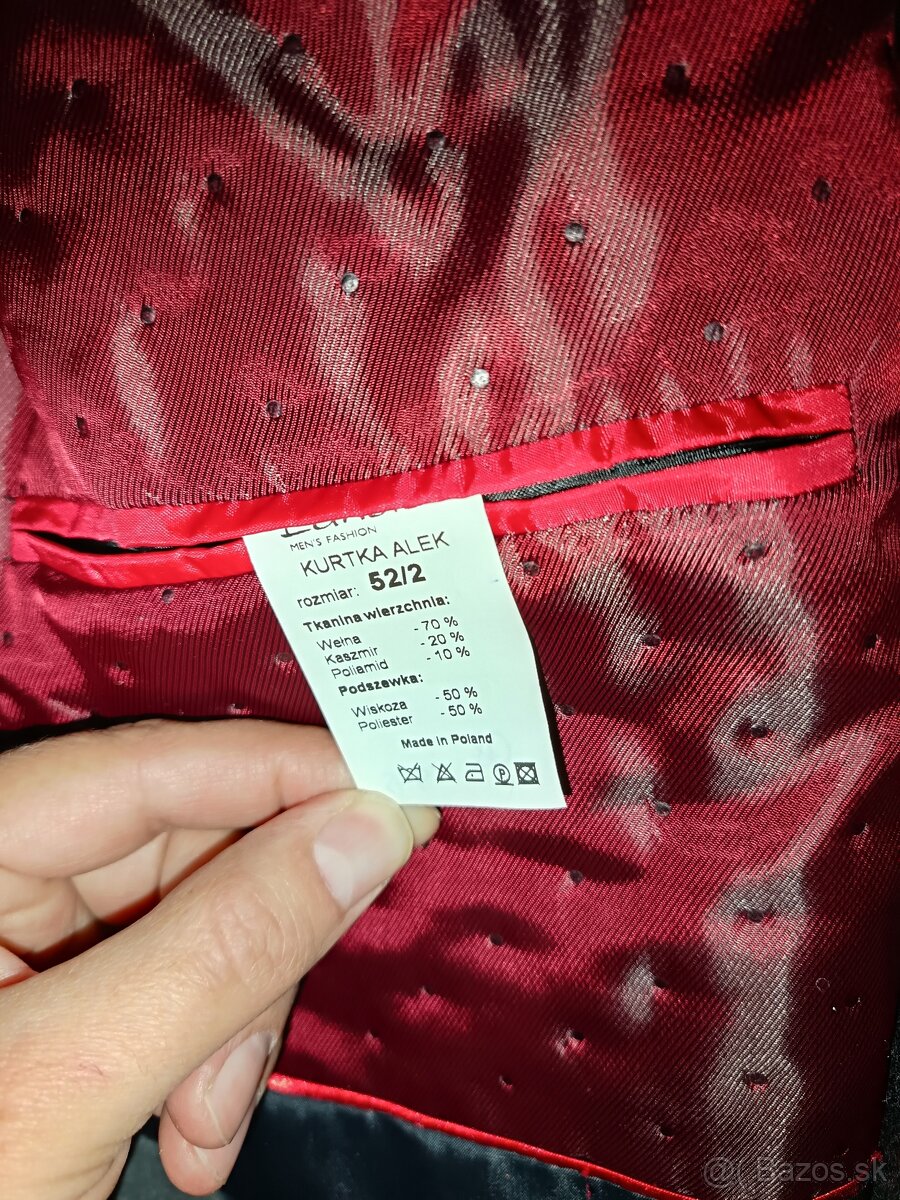 MEN'S FASHION
KURTKA ALEK
rozmiar: 52/2
Tkanina wierzchnia:
Wełna - 70 %
Kaszmir - 20 %
Poliamid - 10 %
Podszewka:
Wiskoza - 50 %
Poliester - 50 %
Made in Poland
P
Bazos.sk